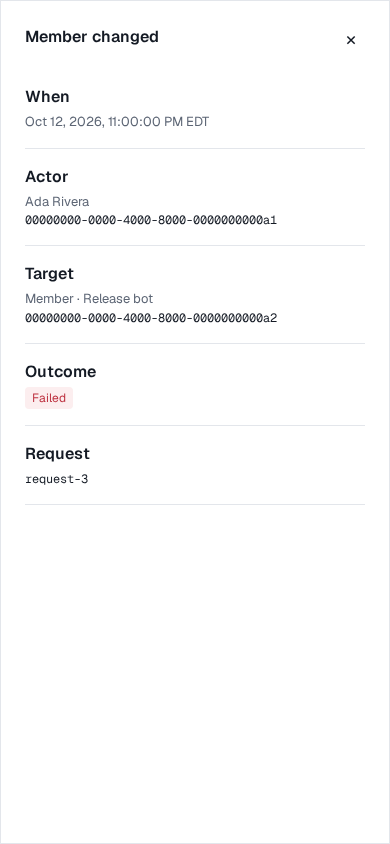 Member changed
×
When
Oct 12, 2026, 11:00:00 PM EDT
Actor
Ada Rivera
00000000-0000-4000-8000-0000000000a1
Target
Member · Release bot
00000000-0000-4000-8000-0000000000a2
Outcome
Failed
Request
request-3